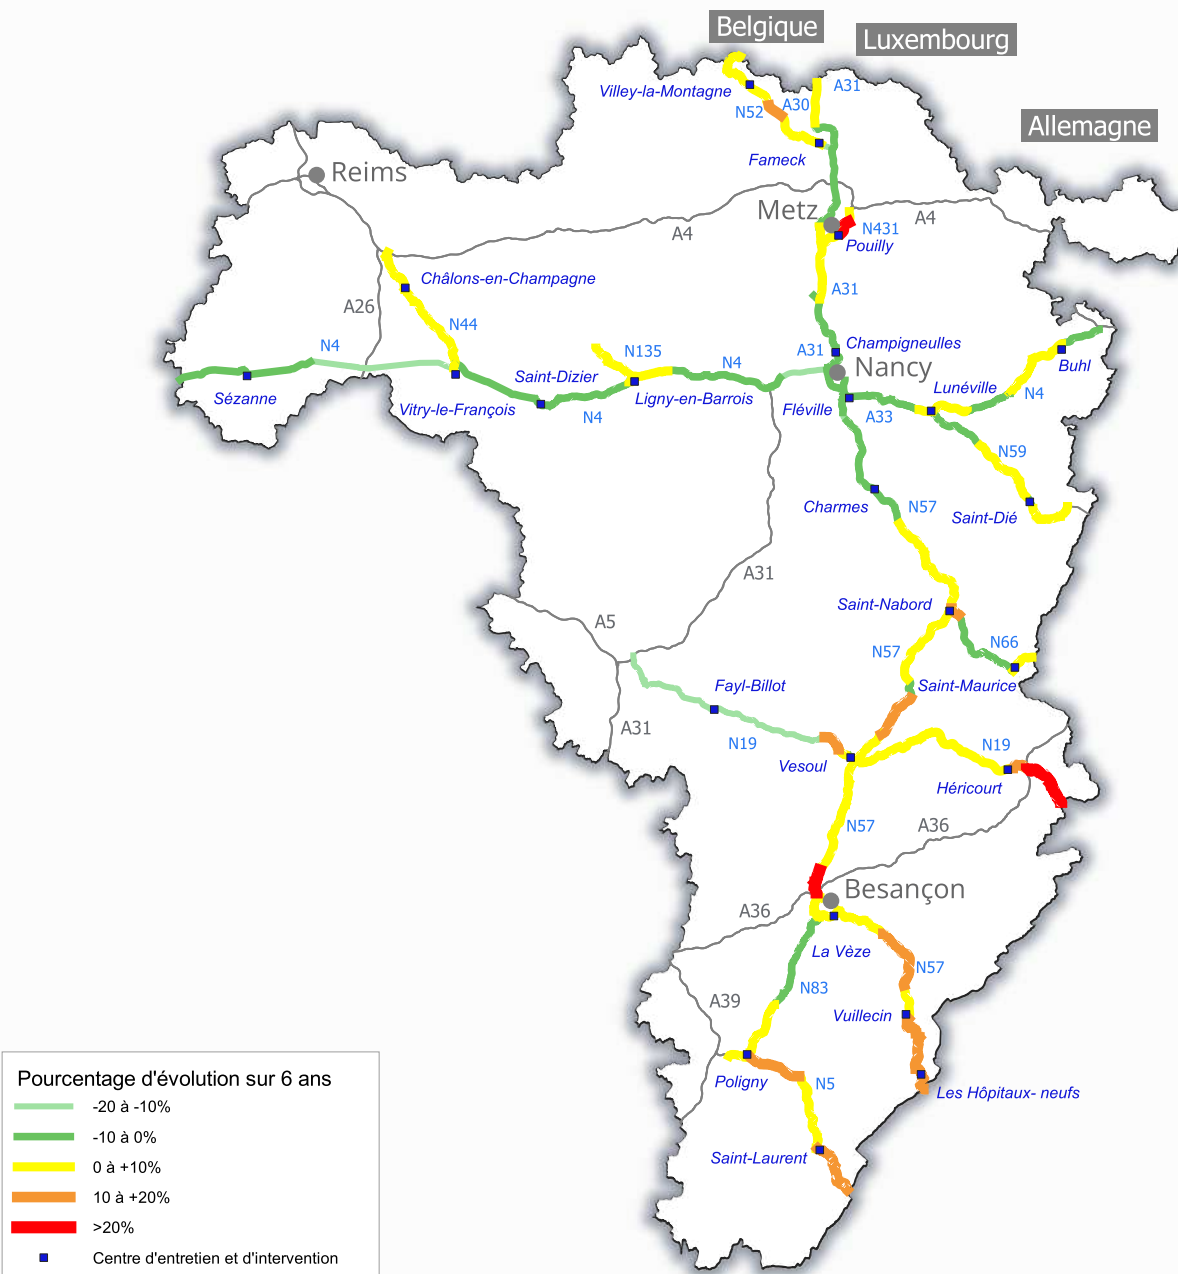 Belgique
Luxembourg
Allemagne
Villey-la-Montagne
N52
A30
A31
Fameck
Reims
Metz
A4
A4
N431
Pouilly
Châlons-en-Champagne
A26
A31
N44
N4
N135
N4
A31
Champigneulles
Nancy
Saint-Dizier
Lunéville
Buhl
Sézanne
Vitry-le-François
N4
Ligny-en-Barrois
Fléville
A33
N4
N59
Charmes
N57
Saint-Dié
A31
Saint-Nabord
A5
N57
N66
Fayl-Billot
Saint-Maurice
A31
N19
N19
Vesoul
Héricourt
N57
A36
Besançon
A36
La Vèze
N57
N83
A39
Vuillecin
Poligny
N5
Les Hôpitaux- neufs
Saint-Laurent
Pourcentage d'évolution sur 6 ans
-20 à -10%
-10 à 0%
0 à +10%
10 à +20%
>20%
Centre d'entretien et d'intervention